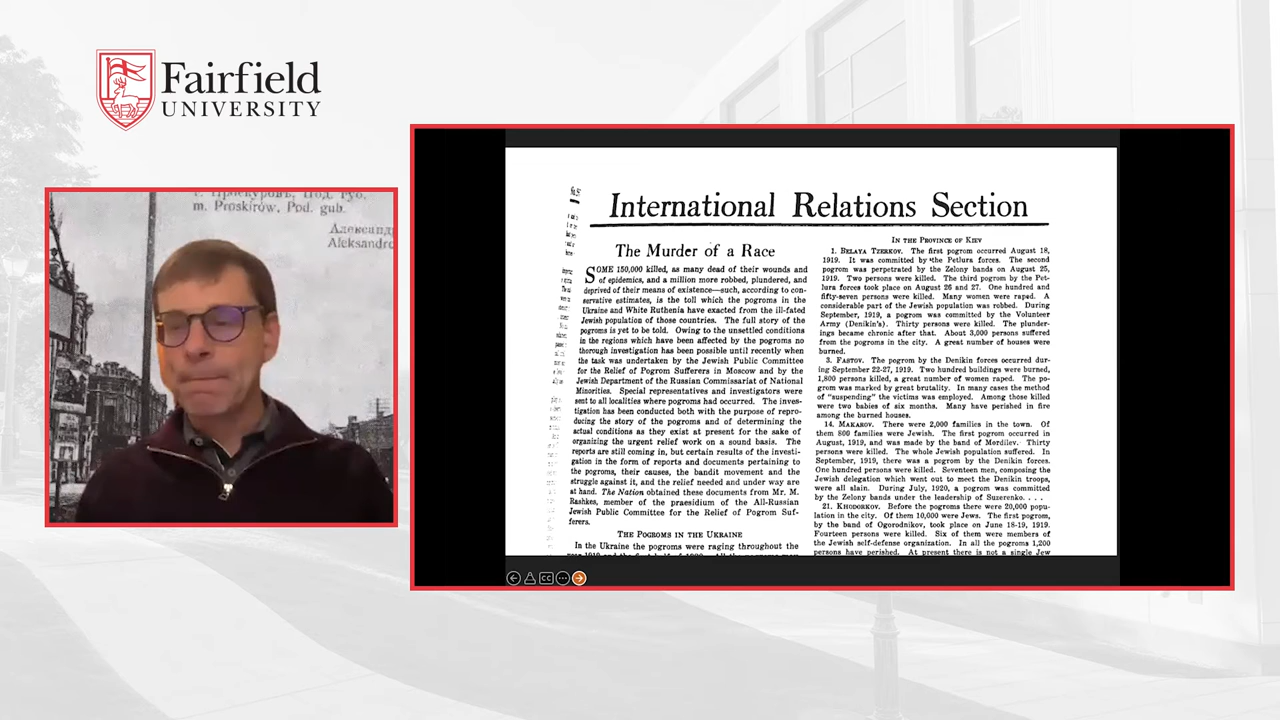 Fairfield
UNIVERSITY
г. Проскуровъ, Под. губ.
m. Proskirów, Pod. gub.
Александр
Aleksandro
International Relations Section
The Murder of a Race
SOME 150,000 killed, as many dead of their wounds and
of epidemics, and a million more robbed, plundered, and
deprived of their means of existence—such, according to con-
servative estimates, is the toll which the pogroms in the
Ukraine and White Ruthenia have exacted from the ill-fated
Jewish population of those countries. The full story of the
pogroms is yet to be told. Owing to the unsettled conditions
in the regions which have been affected by the pogroms no
thorough investigation has been possible until recently when
the task was undertaken by the Jewish Public Committee
for the Relief of Pogrom Sufferers in Moscow and by the
Jewish Department of the Russian Commissariat of National
Minorities. Special representatives and investigators were
sent to all localities where pogroms had occurred. The inves-
tigation has been conducted both with the purpose of repro-
ducing the story of the pogroms and of determining the
actual conditions as they exist at present for the sake of
organizing the urgent relief work on a sound basis. The
reports are still coming in, but certain results of the investi-
gation in the form of reports and documents pertaining to
the pogroms, their causes, the bandit movement and the
struggle against it, and the relief needed and under way are
at hand. The Nation obtained these documents from Mr. M.
Rashkes, member of the praesidium of the All-Russian
Jewish Public Committee for the Relief of Pogrom Suf-
ferers.
THE POGROMS IN THE UKRAINE
In the Ukraine the pogroms were raging throughout the
IN THE PROVINCE OF KIEV
1. BELAYA TZERKOV. The first pogrom occurred August 18,
1919. It was committed by the Petlura forces. The second
pogrom was perpetrated by the Zelony bands on August 25,
1919. Two persons were killed. The third pogrom by the Pet-
lura forces took place on August 26 and 27. One hundred and
fifty-seven persons were killed. Many women were raped. A
considerable part of the Jewish population was robbed. During
September, 1919, a pogrom was committed by the Volunteer
Army (Denikin's). Thirty persons were killed. The plunder-
ings became chronic after that. About 3,000 persons suffered
from the pogroms in the city. A great number of houses were
burned.
3. FASTOV. The pogrom by the Denikin forces occurred dur-
ing September 22-27, 1919. Two hundred buildings were burned,
1,800 persons killed, a great number of women raped. The po-
grom was marked by great brutality. In many cases the method
of "suspending" the victims was employed. Among those killed
were two babies of six months. Many have perished in fire
among the burned houses.
14. MAKAROV. There were 2,000 families in the town. Of
them 800 families were Jewish. The first pogrom occurred in
August, 1919, and was made by the band of Mordilev. Thirty
persons were killed. The whole Jewish population suffered. In
September, 1919, there was a pogrom by the Denikin forces.
One hundred persons were killed. Seventeen men, composing the
Jewish delegation which went out to meet the Denikin troops,
were all slain. During July, 1920, a pogrom was committed
by the Zelony bands under the leadership of Suzerenko. . . .
21. KHODORKOV. Before the pogroms there were 20,000 popu-
lation in the city. Of them 10,000 were Jews. The first pogrom,
by the band of Ogorodnikov, took place on June 18-19, 1919.
Fourteen persons were killed. Six of them were members of
the Jewish self-defense organization. In all the pogroms 1,200
persons have perished. At present there is not a single Jew
CC